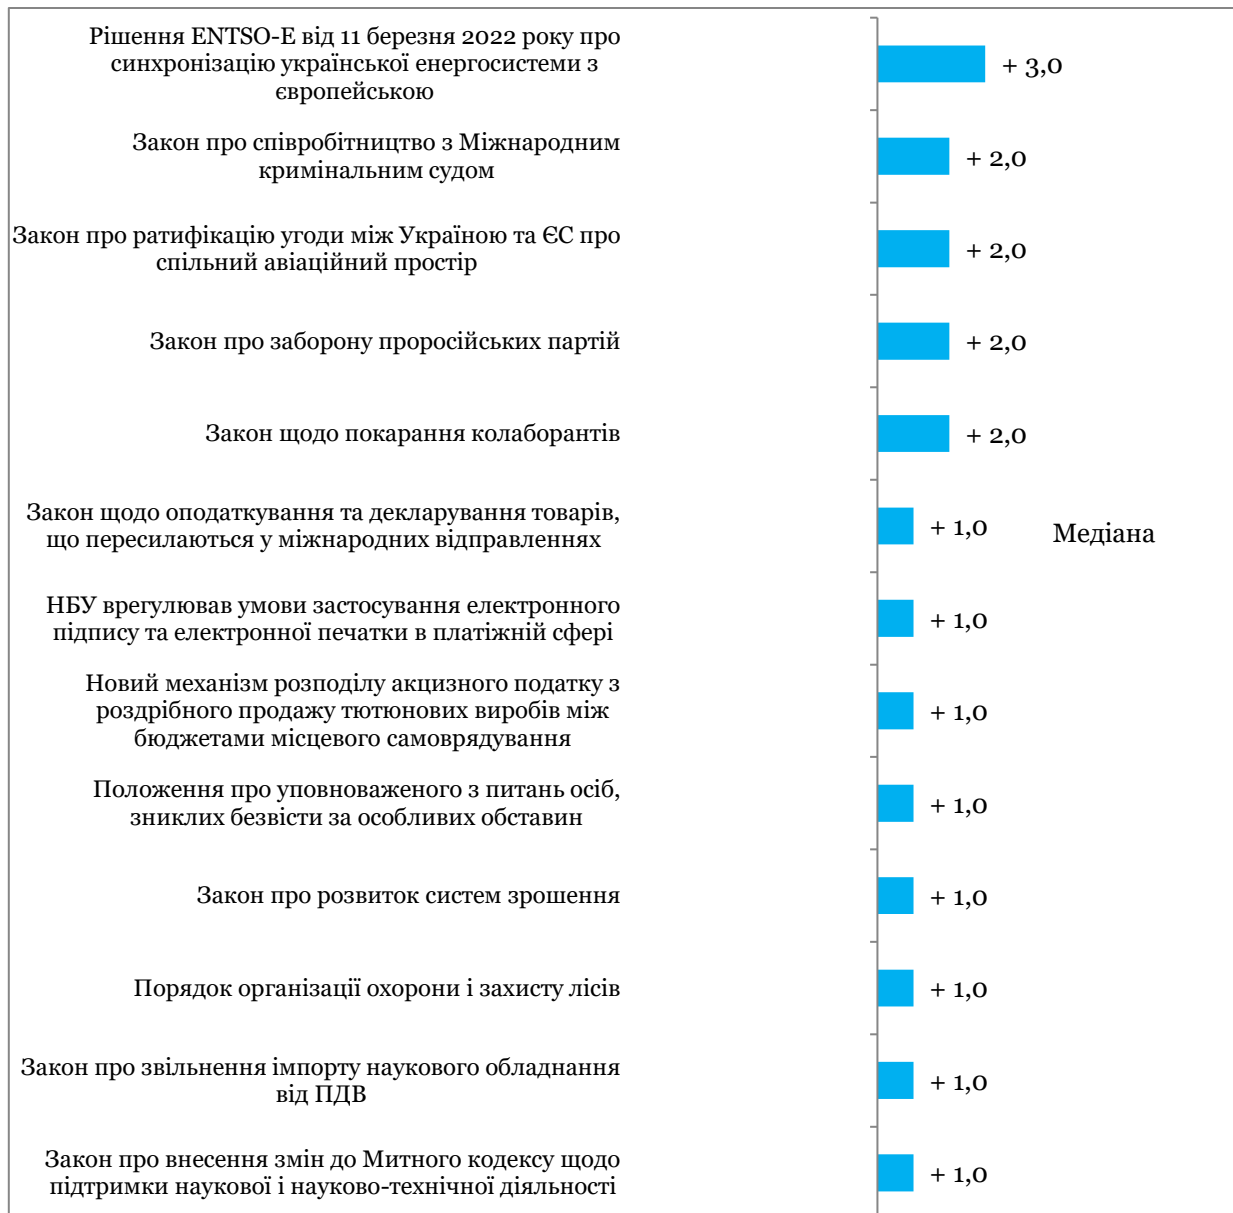 Рішення ENTSO-E від 11 березня 2022 року про
синхронізацію української енергосистеми з
європейською
+ 3,0
Закон про співробітництво з Міжнародним
кримінальним судом
+ 2,0
Закон про ратифікацію угоди між Україною та ЄС про
спільний авіаційний простір
+ 2,0
Закон про заборону проросійських партій
+ 2,0
Закон щодо покарання колаборантів
+ 2,0
Закон щодо оподаткування та декларування товарів,
що пересилаються у міжнародних відправленнях
+ 1,0
Медіана
НБУ врегулював умови застосування електронного
підпису та електронної печатки в платіжній сфері
+ 1,0
Новий механізм розподілу акцизного податку з
роздрібного продажу тютюнових виробів між
бюджетами місцевого самоврядування
+ 1,0
Положення про уповноваженого з питань осіб,
зниклих безвісти за особливих обставин
+ 1,0
Закон про розвиток систем зрошення
+ 1,0
Порядок організації охорони і захисту лісів
+ 1,0
Закон про звільнення імпорту наукового обладнання
від ПДВ
+ 1,0
Закон про внесення змін до Митного кодексу щодо
підтримки наукової і науково-технічної діяльності
+ 1,0